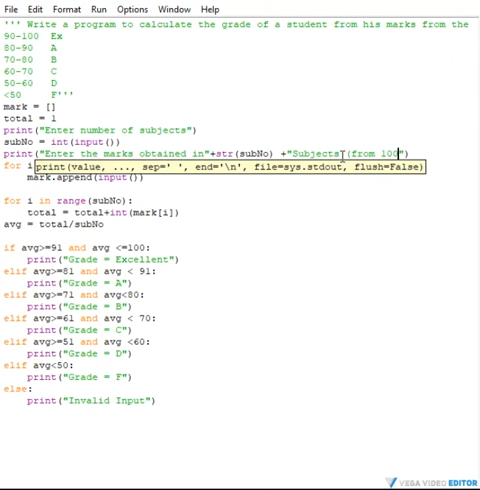 File Edit Format Run Options Window Help
''' Write a program to calculate the grade of a student from his marks from the
90-100 Ex
80-90 A
70-80 B
60-70 C
50-60 D
<50 F'''
mark = []
total = 1
print("Enter number of subjects")
subNo = int(input())
print("Enter the marks obtained in"+str(subNo) +"Subjects (from 100")
for i
print(value, ..., sep=' ', end='\n', file=sys.stdout, flush=False)
mark.append(input())
for i in range(subNo):
total = total+int(mark[i])
avg = total/subNo
if avg>=91 and avg <=100:
print("Grade = Excellent")
elif avg>=81 and avg < 91:
print("Grade = A")
elif avg>=71 and avg<80:
print("Grade = B")
elif avg>=61 and avg < 70:
print("Grade = C")
elif avg>=51 and avg <60:
print("Grade = D")
elif avg<50:
print("Grade = F")
else:
print("Invalid Input")
VEGA VIDEO EDITOR